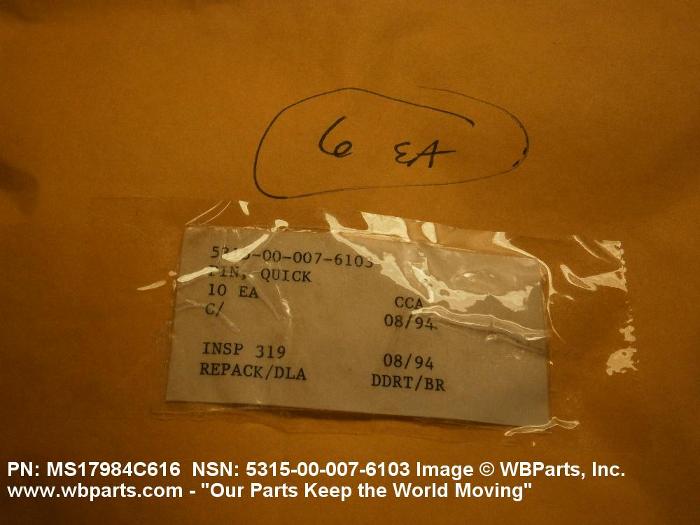 6 EA
5315-00-007-6103
PIN, QUICK
10 EA
CCA
C/
08/94
INSP 319
08/94
REPACK/DLA
DDRT/BR
PN: MS17984C616 NSN: 5315-00-007-6103 Image © WBParts, Inc.
www.wbparts.com - "Our Parts Keep the World Moving"